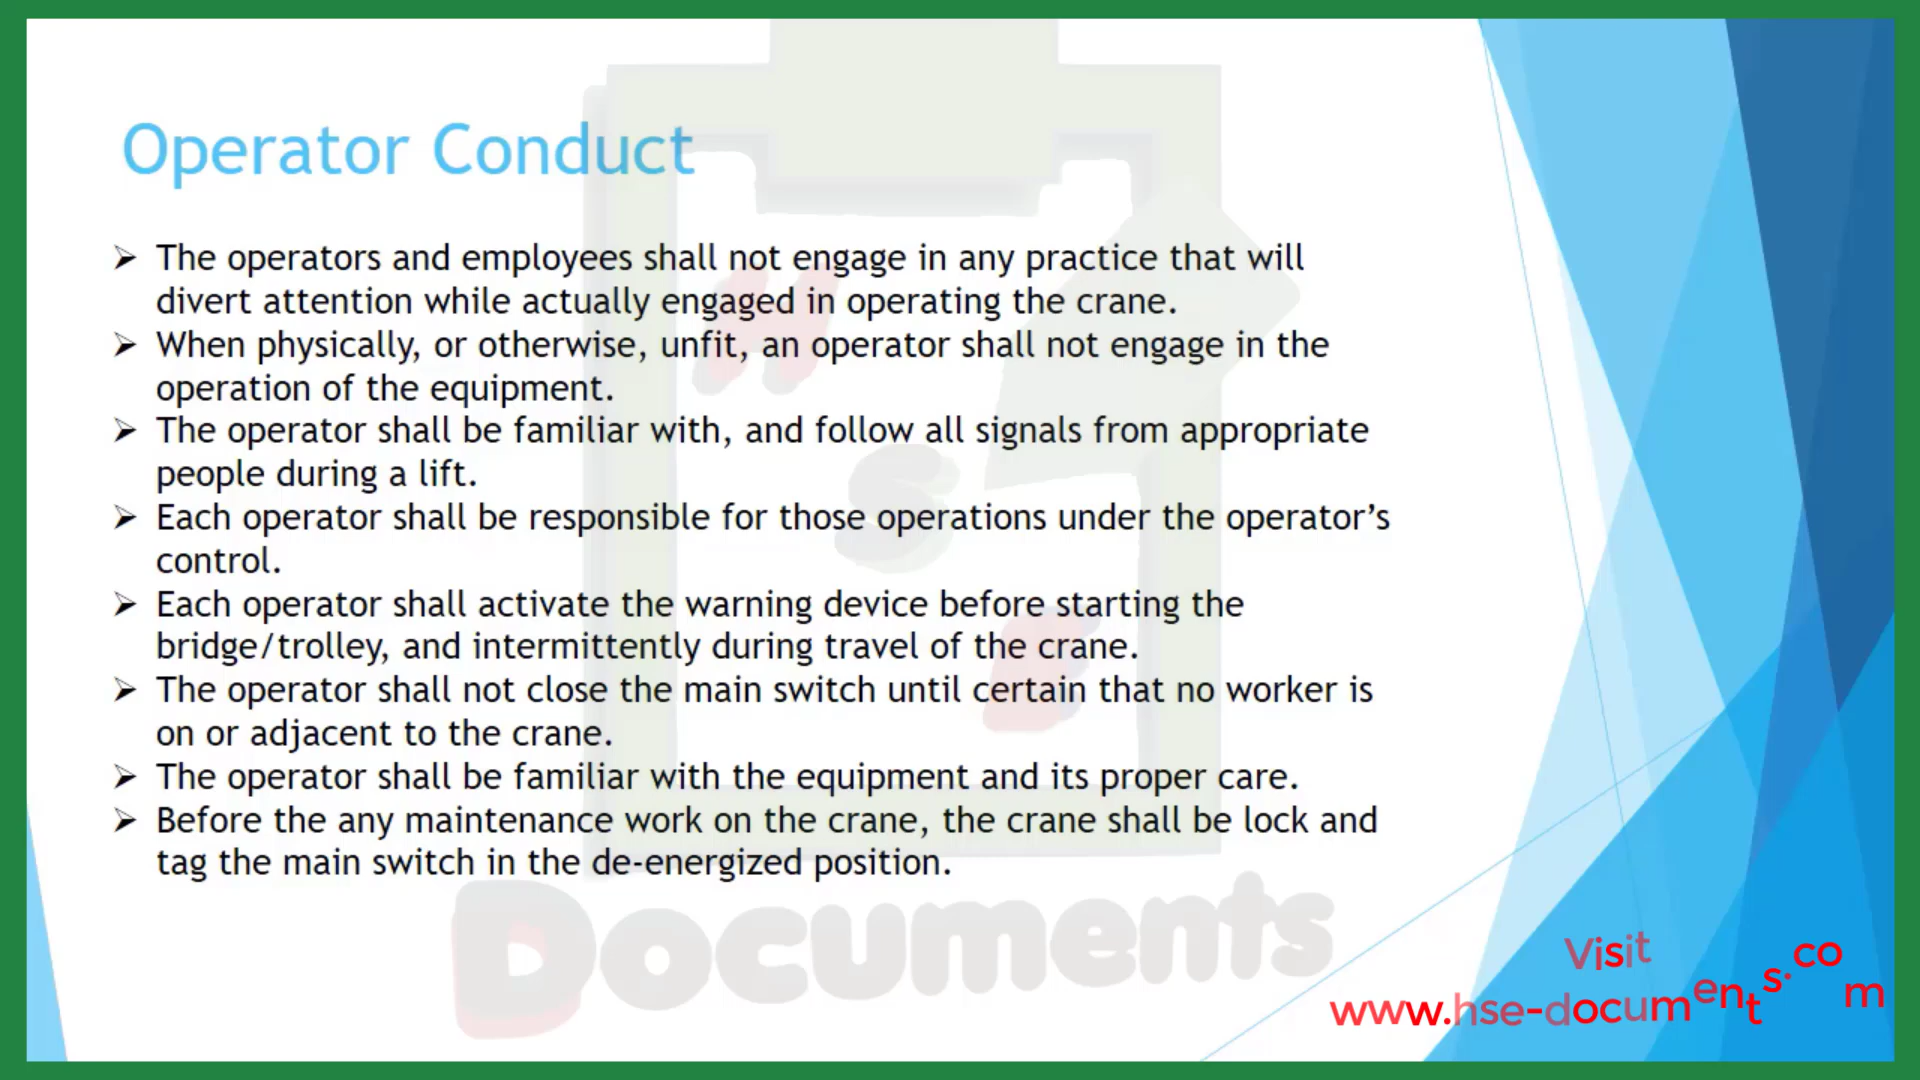 Operator Conduct
➢ The operators and employees shall not engage in any practice that will
divert attention while actually engaged in operating the crane.
➢ When physically, or otherwise, unfit, an operator shall not engage in the
operation of the equipment.
➢ The operator shall be familiar with, and follow all signals from appropriate
people during a lift.
➢ Each operator shall be responsible for those operations under the operator’s
control.
➢ Each operator shall activate the warning device before starting the
bridge/trolley, and intermittently during travel of the crane.
➢ The operator shall not close the main switch until certain that no worker is
on or adjacent to the crane.
➢ The operator shall be familiar with the equipment and its proper care.
➢ Before the any maintenance work on the crane, the crane shall be lock and
tag the main switch in the de-energized position.
H
S
E
Documents
Visit
www.hse-documents.com